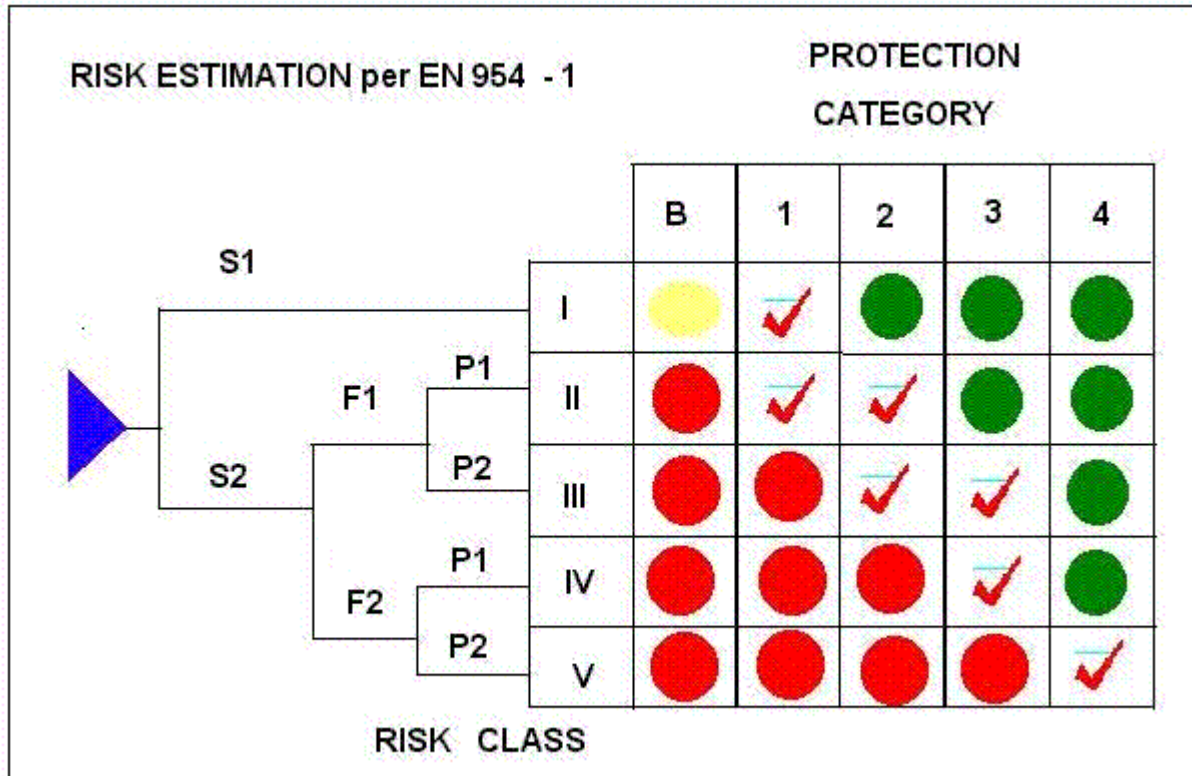 RISK ESTIMATION per EN 954 - 1
PROTECTION
CATEGORY
B 1 2 3 4
S1
I
P1
F1
II
S2
P2
III
P1
IV
F2
P2
V
RISK CLASS